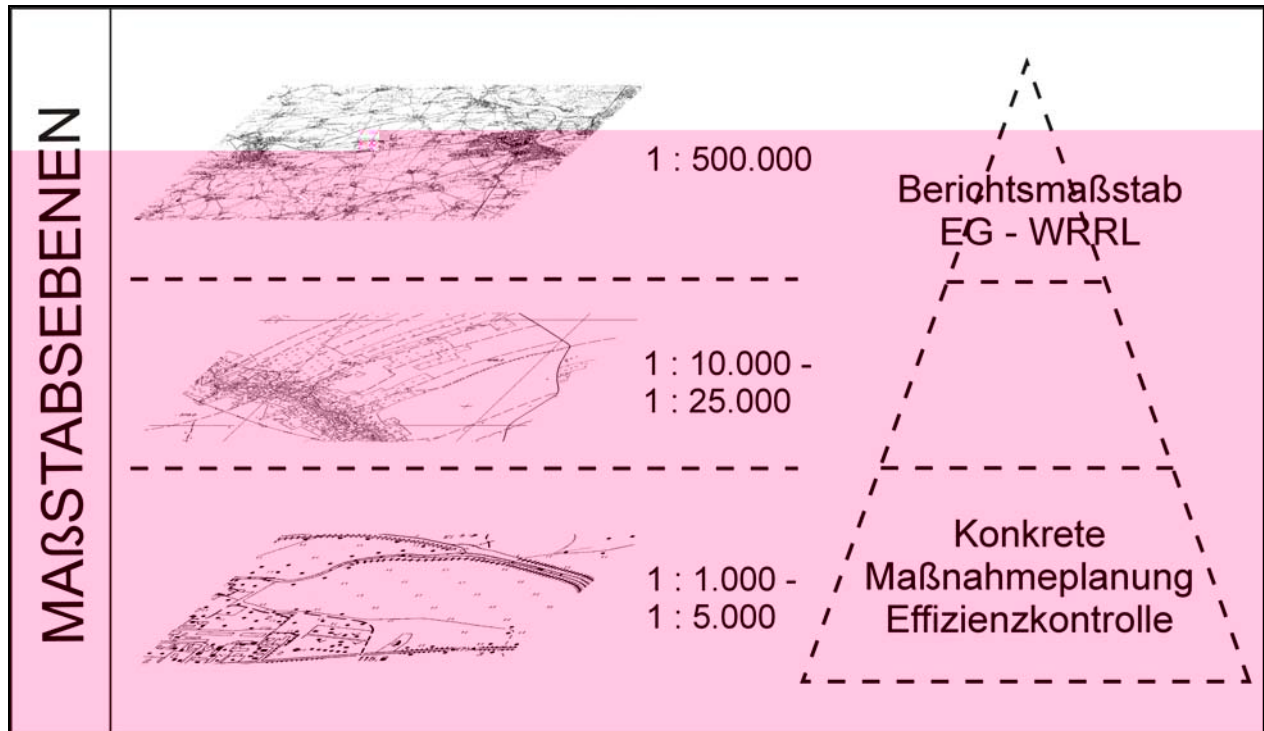 MAßSTABSEBENEN
1 : 500.000
Berichtsmaßstab
EG - WRRL
1 : 10.000 -
1 : 25.000
1 : 1.000 -
1 : 5.000
Konkrete
Maßnahmeplanung
Effizienzkontrolle